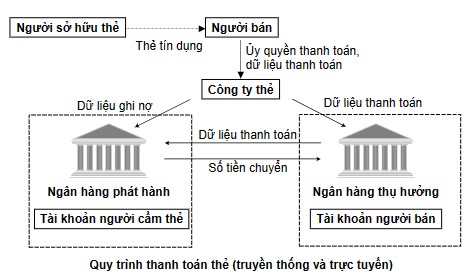 Người sở hữu thẻ
Người bán
Thẻ tín dụng
Ủy quyền thanh toán,
dữ liệu thanh toán
Công ty thẻ
Dữ liệu ghi nợ
Dữ liệu thanh toán
Dữ liệu thanh toán
Số tiền chuyển
Ngân hàng phát hành
Ngân hàng thụ hưởng
Tài khoản người cầm thẻ
Tài khoản người bán
Quy trình thanh toán thẻ (truyền thống và trực tuyến)